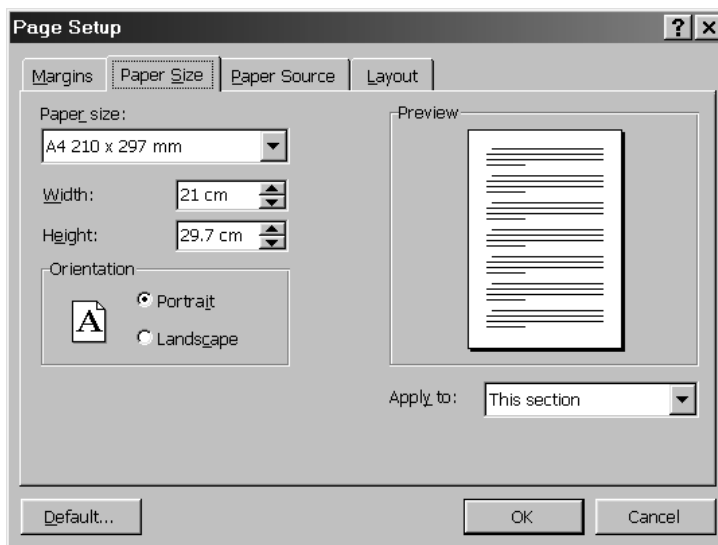 Page Setup
Margins
Paper Size
Paper Source
Layout
Paper size:
A4 210 x 297 mm
Width:
21 cm
Height:
29.7 cm
Orientation
A
Portrait
Landscape
Preview
Apply to:
This section
Default...
OK
Cancel